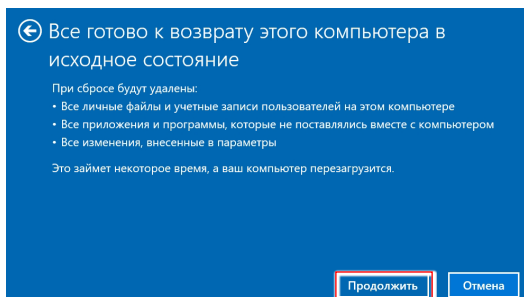 Все готово к возврату этого компьютера в
исходное состояние
При сбросе будут удалены:
• Все личные файлы и учетные записи пользователей на этом компьютере
• Все приложения и программы, которые не поставлялись вместе с компьютером
• Все изменения, внесенные в параметры
Это займет некоторое время, а ваш компьютер перезагрузится.
Продолжить Отмена